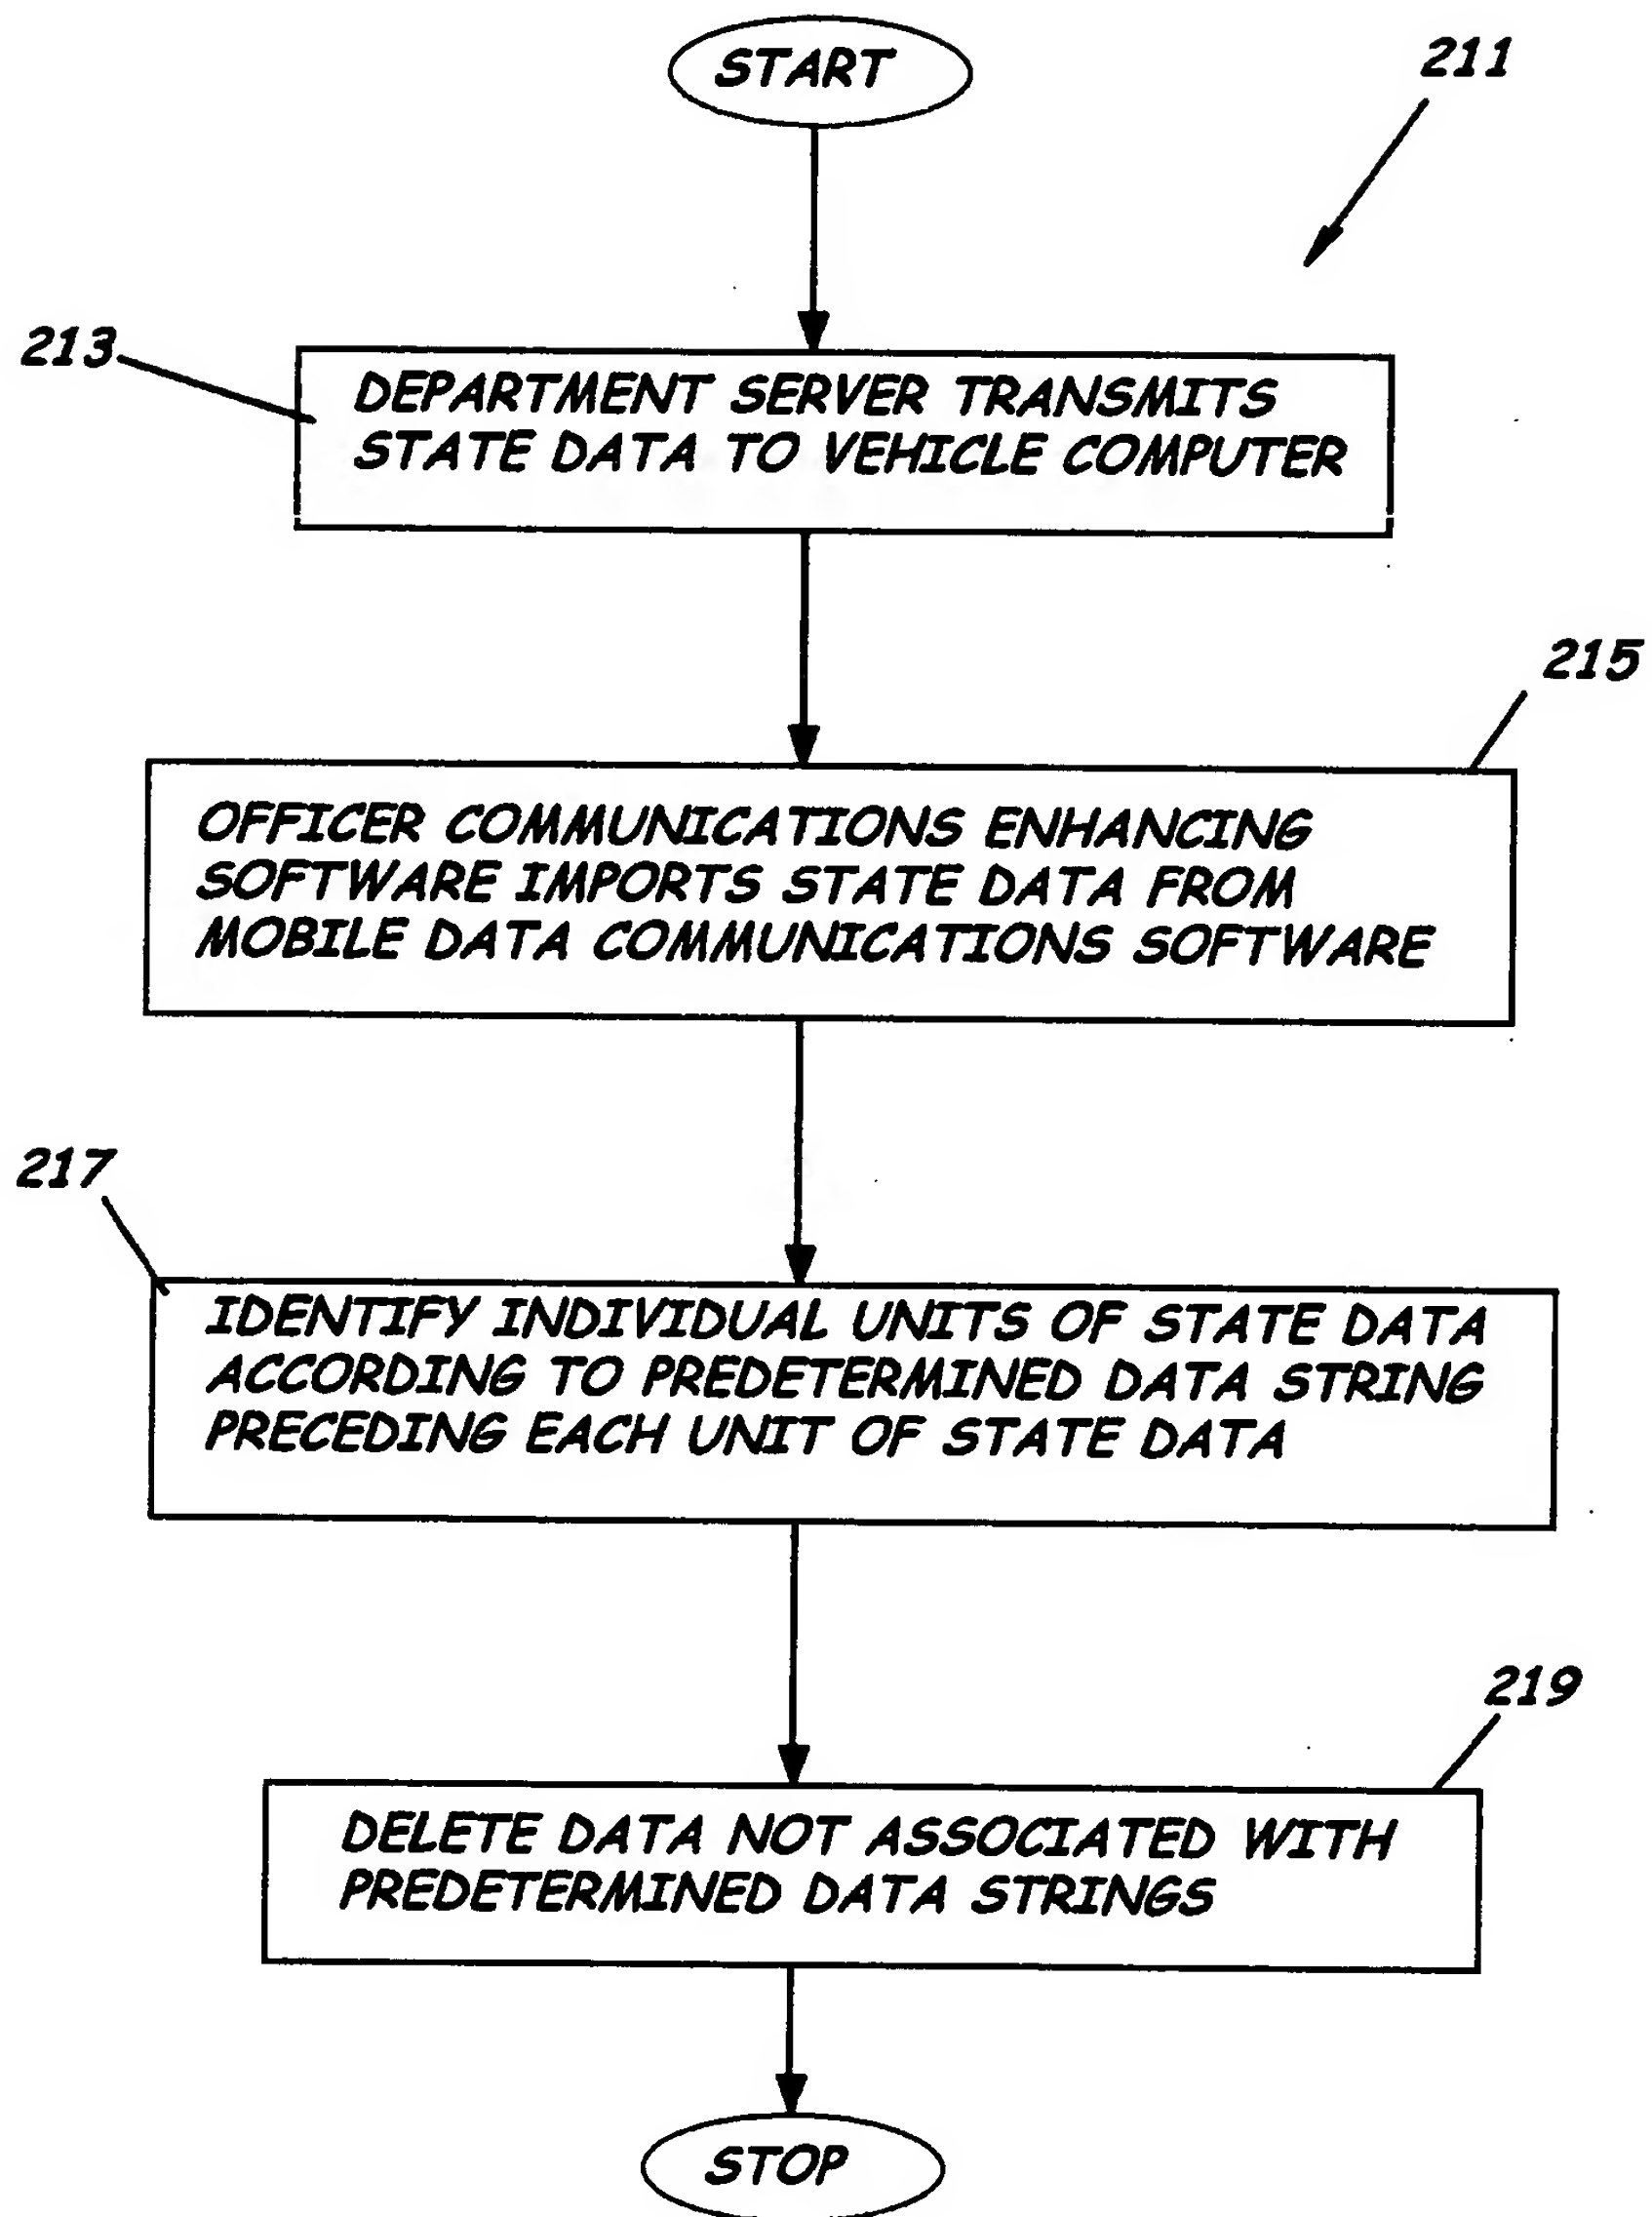 START
211
213
DEPARTMENT SERVER TRANSMITS
STATE DATA TO VEHICLE COMPUTER
215
OFFICER COMMUNICATIONS ENHANCING
SOFTWARE IMPORTS STATE DATA FROM
MOBILE DATA COMMUNICATIONS SOFTWARE
217
IDENTIFY INDIVIDUAL UNITS OF STATE DATA
ACCORDING TO PREDETERMINED DATA STRING
PRECEDING EACH UNIT OF STATE DATA
219
DELETE DATA NOT ASSOCIATED WITH
PREDETERMINED DATA STRINGS
STOP